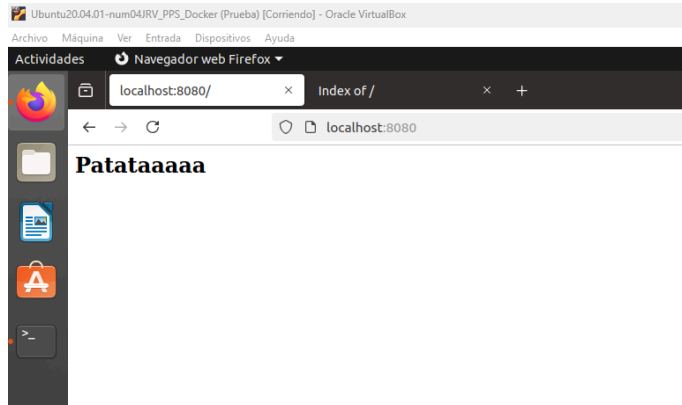 Ubuntu20.04.01-num04JRV_PPS_Docker (Prueba) [Corriendo] - Oracle VirtualBox
Archivo Máquina Ver Entrada Dispositivos Ayuda
Actividades Navegador web Firefox
localhost:8080/ × Index of / × +
localhost:8080
Patataaaaa